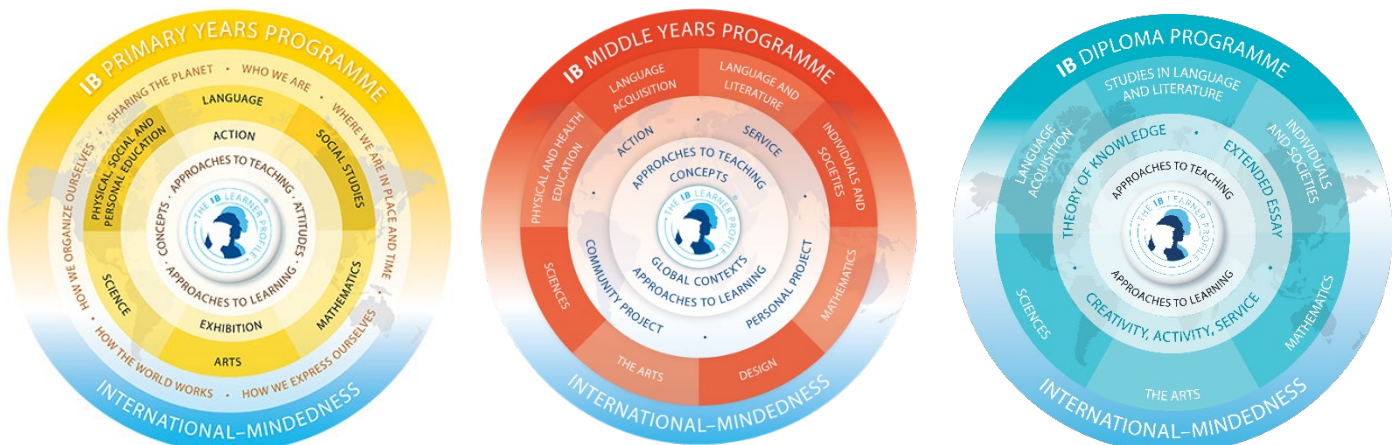 IB PRIMARY YEARS PROGRAMME
SHARING THE PLANET • WHO WE ARE • WHERE WE ARE IN PLACE AND TIME • HOW WE EXPRESS OURSELVES • HOW THE WORLD WORKS • HOW WE ORGANIZE OURSELVES •
LANGUAGE
SOCIAL STUDIES
MATHEMATICS
ARTS
SCIENCE
PHYSICAL, SOCIAL AND
PERSONAL EDUCATION
ACTION
EXHIBITION
APPROACHES TO TEACHING • ATTITUDES • APPROACHES TO LEARNING • CONCEPTS •
THE IB LEARNER PROFILE
INTERNATIONAL–MINDEDNESS
IB MIDDLE YEARS PROGRAMME
LANGUAGE
ACQUISITION
LANGUAGE AND
LITERATURE
INDIVIDUALS AND
SOCIETIES
MATHEMATICS
DESIGN
THE ARTS
SCIENCES
PHYSICAL AND HEALTH
EDUCATION
ACTION • SERVICE • PERSONAL PROJECT • COMMUNITY PROJECT •
APPROACHES TO TEACHING
CONCEPTS
THE IB LEARNER PROFILE
GLOBAL CONTEXTS
APPROACHES TO LEARNING
INTERNATIONAL–MINDEDNESS
IB DIPLOMA PROGRAMME
STUDIES IN LANGUAGE
AND LITERATURE
INDIVIDUALS
AND SOCIETIES
MATHEMATICS
THE ARTS
SCIENCES
LANGUAGE
ACQUISITION
THEORY OF KNOWLEDGE • EXTENDED ESSAY • CREATIVITY, ACTIVITY, SERVICE •
APPROACHES TO TEACHING
THE IB LEARNER PROFILE
APPROACHES TO LEARNING
INTERNATIONAL–MINDEDNESS